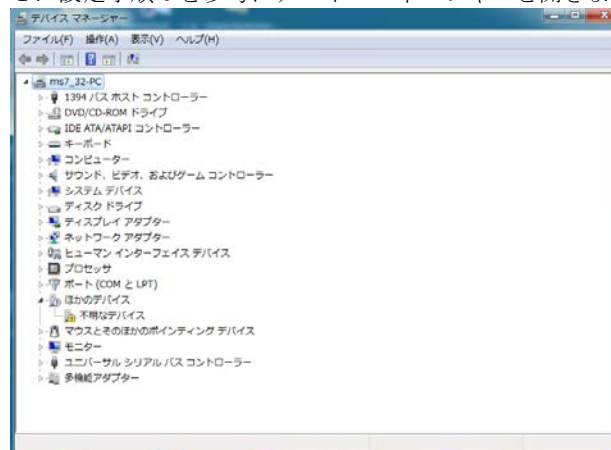 デバイス マネージャー
ファイル(F) 操作(A) 表示(V) ヘルプ(H)
ms7_32-PC
1394 バス ホスト コントローラー
DVD/CD-ROM ドライブ
IDE ATA/ATAPI コントローラー
キーボード
コンピューター
サウンド、ビデオ、およびゲーム コントローラー
システム デバイス
ディスク ドライブ
ディスプレイ アダプター
ネットワーク アダプター
ヒューマン インターフェイス デバイス
プロセッサ
ポート (COM と LPT)
ほかのデバイス
不明なデバイス
マウスとそのほかのポインティング デバイス
モニター
ユニバーサル シリアル バス コントローラー
多機能アダプター